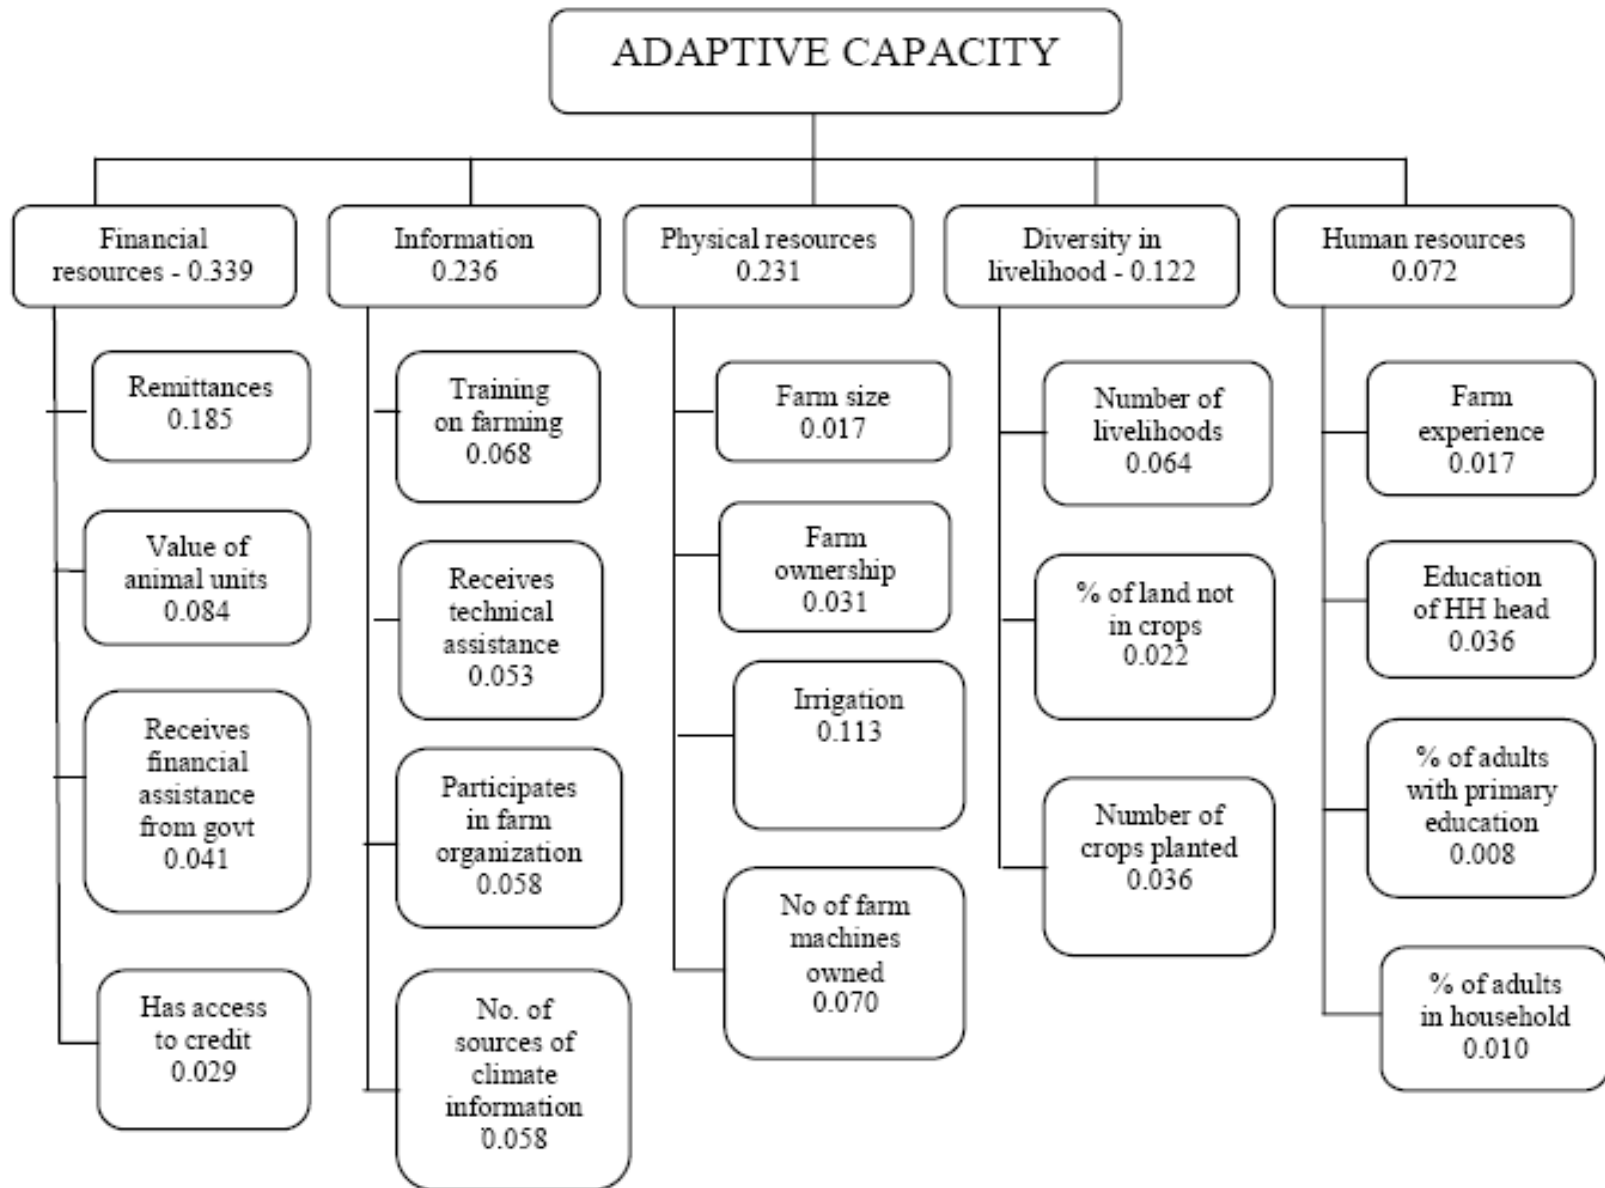 ADAPTIVE CAPACITY
Financial
resources - 0.339
Information
0.236
Physical resources
0.231
Diversity in
livelihood - 0.122
Human resources
0.072
Remittances
0.185
Value of
animal units
0.084
Receives
financial
assistance
from govt
0.041
Has access
to credit
0.029
Training
on farming
0.068
Receives
technical
assistance
0.053
Participates
in farm
organization
0.058
No. of
sources of
climate
information
0.058
Farm size
0.017
Farm
ownership
0.031
Irrigation
0.113
No of farm
machines
owned
0.070
Number of
livelihoods
0.064
% of land not
in crops
0.022
Number of
crops planted
0.036
Farm
experience
0.017
Education
of HH head
0.036
% of adults
with primary
education
0.008
% of adults
in household
0.010